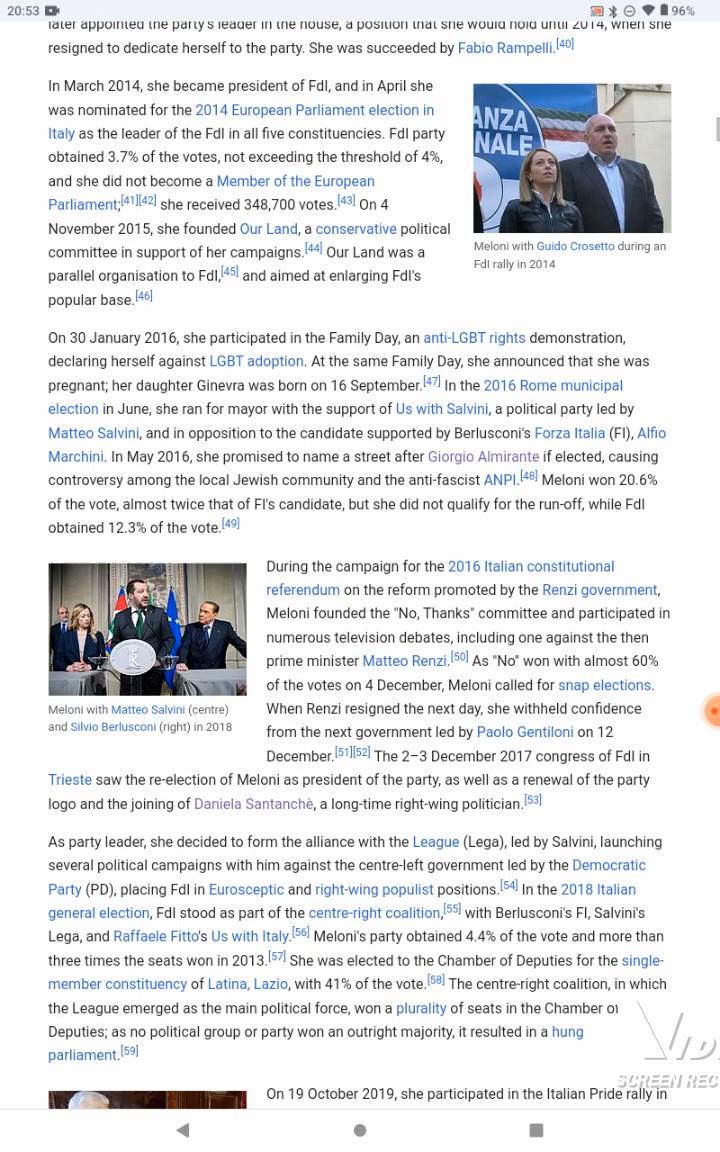 20:53
96%
later appointed the party's leader in the house, a position that she would hold until 2014, when she
resigned to dedicate herself to the party. She was succeeded by Fabio Rampelli.[40]
In March 2014, she became president of FdI, and in April she
was nominated for the 2014 European Parliament election in
Italy as the leader of the FdI in all five constituencies. FdI party
obtained 3.7% of the votes, not exceeding the threshold of 4%,
and she did not become a Member of the European
Parliament;[41][42] she received 348,700 votes.[43] On 4
November 2015, she founded Our Land, a conservative political
committee in support of her campaigns.[44] Our Land was a
parallel organisation to FdI,[45] and aimed at enlarging FdI's
popular base.[46]
ANZA
NALE
Meloni with Guido Crosetto during an
FdI rally in 2014
On 30 January 2016, she participated in the Family Day, an anti-LGBT rights demonstration,
declaring herself against LGBT adoption. At the same Family Day, she announced that she was
pregnant; her daughter Ginevra was born on 16 September.[47] In the 2016 Rome municipal
election in June, she ran for mayor with the support of Us with Salvini, a political party led by
Matteo Salvini, and in opposition to the candidate supported by Berlusconi's Forza Italia (FI), Alfio
Marchini. In May 2016, she promised to name a street after Giorgio Almirante if elected, causing
controversy among the local Jewish community and the anti-fascist ANPI.[48] Meloni won 20.6%
of the vote, almost twice that of FI's candidate, but she did not qualify for the run-off, while FdI
obtained 12.3% of the vote.[49]
Meloni with Matteo Salvini (centre)
and Silvio Berlusconi (right) in 2018
During the campaign for the 2016 Italian constitutional
referendum on the reform promoted by the Renzi government,
Meloni founded the "No, Thanks" committee and participated in
numerous television debates, including one against the then
prime minister Matteo Renzi.[50] As "No" won with almost 60%
of the votes on 4 December, Meloni called for snap elections.
When Renzi resigned the next day, she withheld confidence
from the next government led by Paolo Gentiloni on 12
December.[51][52] The 2–3 December 2017 congress of FdI in
Trieste saw the re-election of Meloni as president of the party, as well as a renewal of the party
logo and the joining of Daniela Santanchè, a long-time right-wing politician.[53]
As party leader, she decided to form the alliance with the League (Lega), led by Salvini, launching
several political campaigns with him against the centre-left government led by the Democratic
Party (PD), placing FdI in Eurosceptic and right-wing populist positions.[54] In the 2018 Italian
general election, FdI stood as part of the centre-right coalition,[55] with Berlusconi's FI, Salvini's
Lega, and Raffaele Fitto's Us with Italy.[56] Meloni's party obtained 4.4% of the vote and more than
three times the seats won in 2013.[57] She was elected to the Chamber of Deputies for the single-
member constituency of Latina, Lazio, with 41% of the vote.[58] The centre-right coalition, in which
the League emerged as the main political force, won a plurality of seats in the Chamber of
Deputies; as no political group or party won an outright majority, it resulted in a hung
parliament.[59]
VID
SCREEN REC
On 19 October 2019, she participated in the Italian Pride rally in